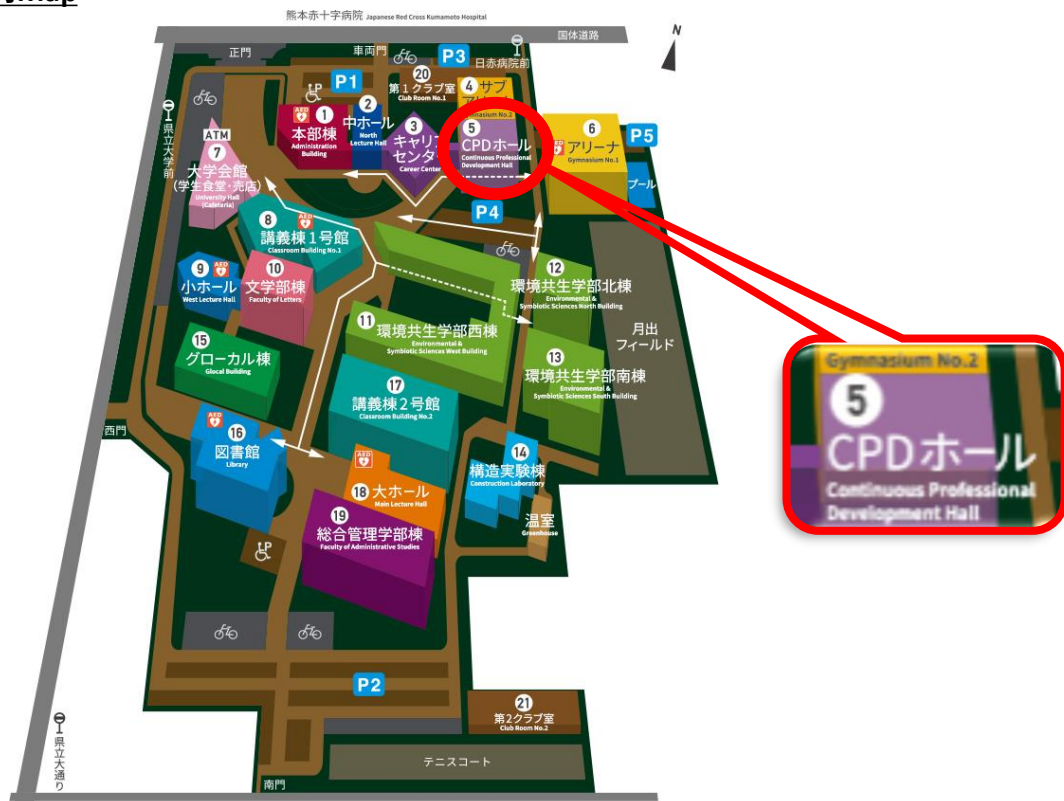 map
熊本赤十字病院 Japanese Red Cross Kumamoto Hospital
国体道路
N
正門
車両門
P3
日赤病院前
P1
20
第1クラブ室
Club Room No.1
4 サブ
Gymnasium No.2
県立大学前
1
本部棟
Administration
Building
AED
2
中ホール
North
Lecture Hall
3
キャリア
センター
Career Center
5
CPDホール
Continuous Professional
Development Hall
6
アリーナ
Gymnasium No.1
P5
プール
ATM
7
大学会館
(学生食堂・売店)
University Hall
(Cafeteria)
P4
8
AED
講義棟1号館
Classroom Building No.1
9
AED
小ホール
West Lecture Hall
10
文学部棟
Faculty of Letters
12
環境共生学部北棟
Environmental &
Symbiotic Sciences North Building
11
環境共生学部西棟
Environmental &
Symbiotic Sciences West Building
月出
フィールド
13
環境共生学部南棟
Environmental &
Symbiotic Sciences South Building
15
グローカル棟
Glocal Building
17
講義棟2号館
Classroom Building No.2
西門
AED
16
図書館
Library
AED
18 大ホール
Main Lecture Hall
14
構造実験棟
Construction Laboratory
19
総合管理学部棟
Faculty of Administrative Studies
温室
Greenhouse
P
P2
21
第2クラブ室
Club Room No.2
テニスコート
県立大通り
南門
Gymnasium No.2
5
CPDホール
Continuous Professional
Development Hall